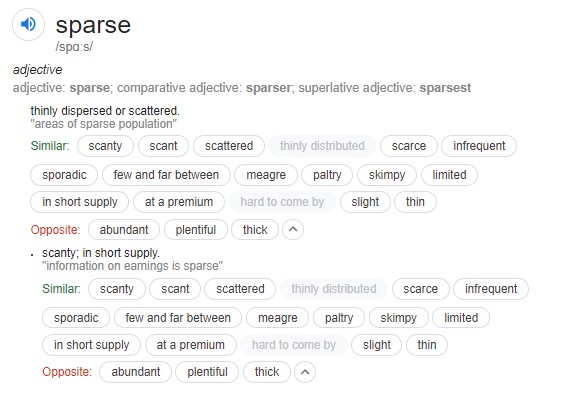 sparse
/spɑːs/
adjective
adjective: sparse; comparative adjective: sparser; superlative adjective: sparsest
thinly dispersed or scattered.
"areas of sparse population"
Similar: scanty scant scattered thinly distributed scarce infrequent
sporadic few and far between meagre paltry skimpy limited
in short supply at a premium hard to come by slight thin
Opposite: abundant plentiful thick
• scanty; in short supply.
"information on earnings is sparse"
Similar: scanty scant scattered thinly distributed scarce infrequent
sporadic few and far between meagre paltry skimpy limited
in short supply at a premium hard to come by slight thin
Opposite: abundant plentiful thick